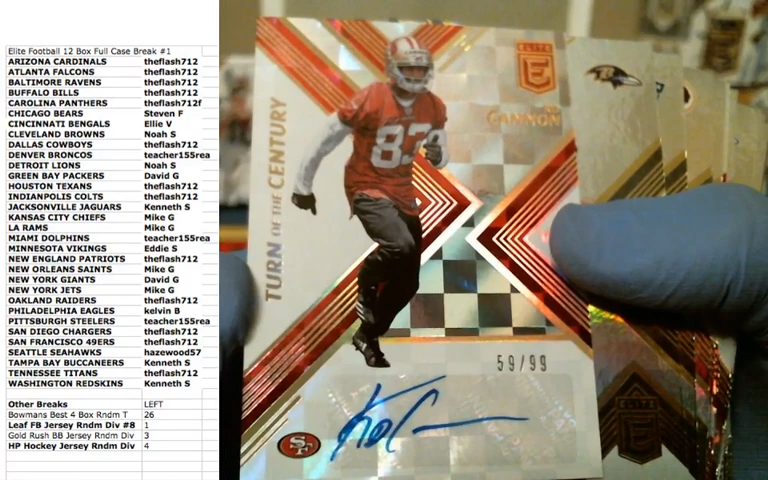 Elite Football 12 Box Full Case Break #1
ARIZONA CARDINALS theflash712
ATLANTA FALCONS theflash712
BALTIMORE RAVENS theflash712
BUFFALO BILLS theflash712
CAROLINA PANTHERS theflash712f
CHICAGO BEARS Steven F
CINCINNATI BENGALS Ellie V
CLEVELAND BROWNS Noah S
DALLAS COWBOYS theflash712
DENVER BRONCOS teacher155rea
DETROIT LIONS Noah S
GREEN BAY PACKERS David G
HOUSTON TEXANS theflash712
INDIANPOLIS COLTS theflash712
JACKSONVILLE JAGUARS Kenneth S
KANSAS CITY CHIEFS Mike G
LA RAMS Mike G
MIAMI DOLPHINS teacher155rea
MINNESOTA VIKINGS Eddie S
NEW ENGLAND PATRIOTS theflash712
NEW ORLEANS SAINTS Mike G
NEW YORK GIANTS David G
NEW YORK JETS Mike G
OAKLAND RAIDERS theflash712
PHILADELPHIA EAGLES kelvin B
PITTSBURGH STEELERS teacher155rea
SAN DIEGO CHARGERS theflash712
SAN FRANCISCO 49ERS theflash712
SEATTLE SEAHAWKS hazewood57
TAMPA BAY BUCCANEERS Kenneth S
TENNESSEE TITANS theflash712
WASHINGTON REDSKINS Kenneth S
Other Breaks LEFT
Bowmans Best 4 Box Rndm T 26
Leaf FB Jersey Rndm Div #8 1
Gold Rush BB Jersey Rndm Div 3
HP Hockey Jersey Rndm Div 4
TURN OF THE CENTURY
ELITE
E
CANNON
83
59/99
SF
ELITE